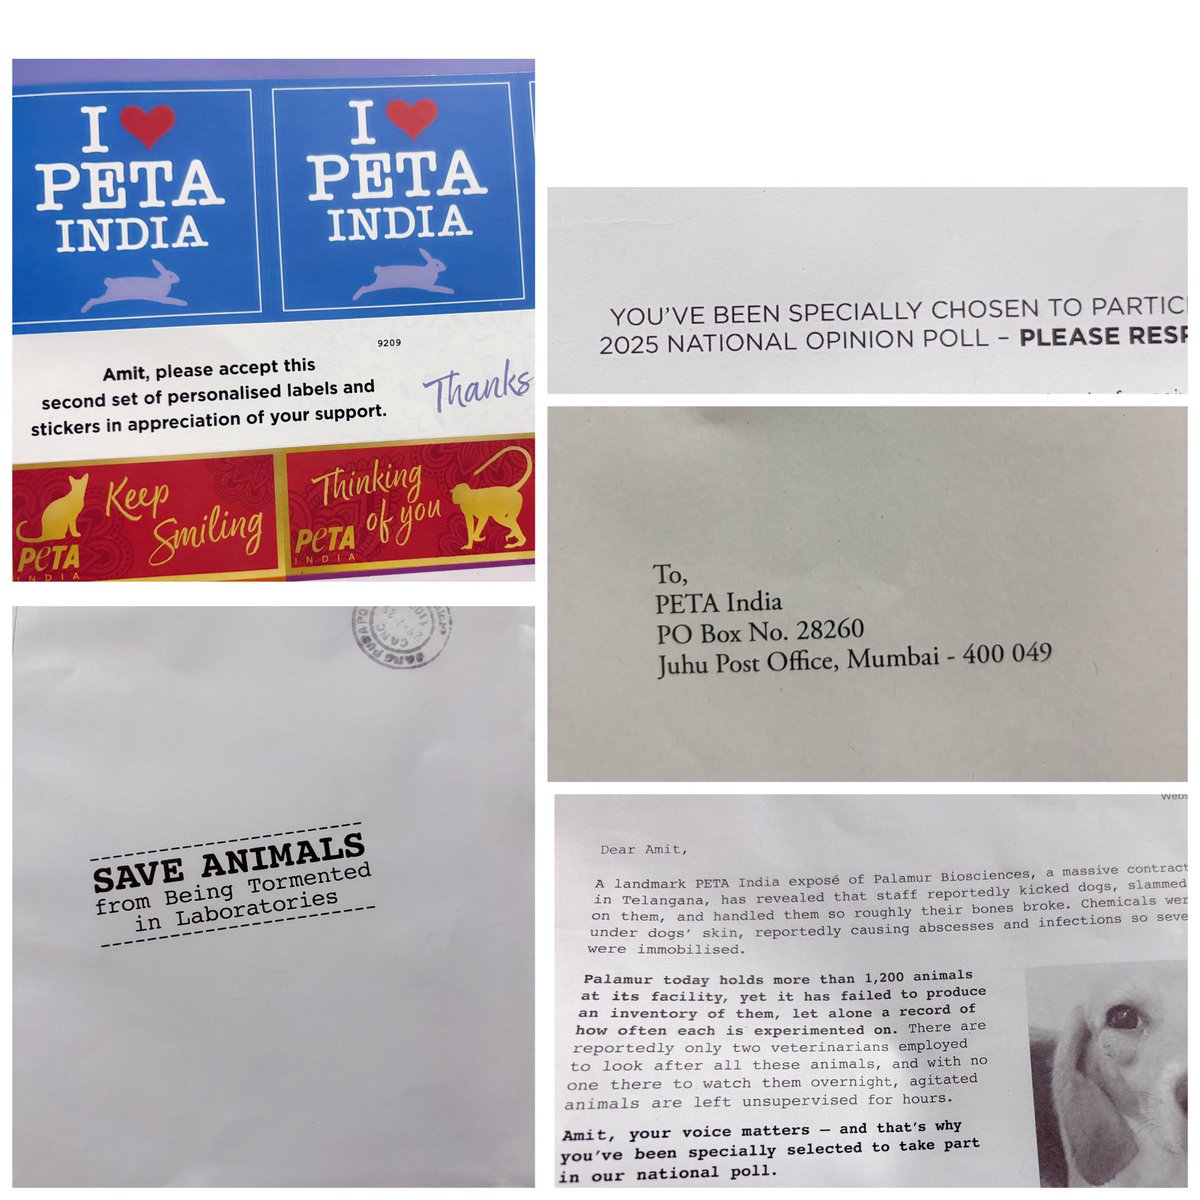 I ❤ PETA INDIA
I ❤ PETA INDIA
9209
Amit, please accept this
second set of personalised labels and
stickers in appreciation of your support.
Thanks
Keep
Smiling
PETA
INDIA
Thinking
of you
PETA
INDIA
YOU'VE BEEN SPECIALLY CHOSEN TO PARTIC
2025 NATIONAL OPINION POLL – PLEASE RESP
To,
PETA India
PO Box No. 28260
Juhu Post Office, Mumbai - 400 049
SAVE ANIMALS
from Being Tormented
in Laboratories
Webs
Dear Amit,
A landmark PETA India exposé of Palamur Biosciences, a massive contract
in Telangana, has revealed that staff reportedly kicked dogs, slammed
on them, and handled them so roughly their bones broke. Chemicals wer
under dogs' skin, reportedly causing abscesses and infections so seve
were immobilised.
Palamur today holds more than 1,200 animals
at its facility, yet it has failed to produce
an inventory of them, let alone a record of
how often each is experimented on. There are
reportedly only two veterinarians employed
to look after all these animals, and with no
one there to watch them overnight, agitated
animals are left unsupervised for hours.
Amit, your voice matters – and that's why
you've been specially selected to take part
in our national poll.